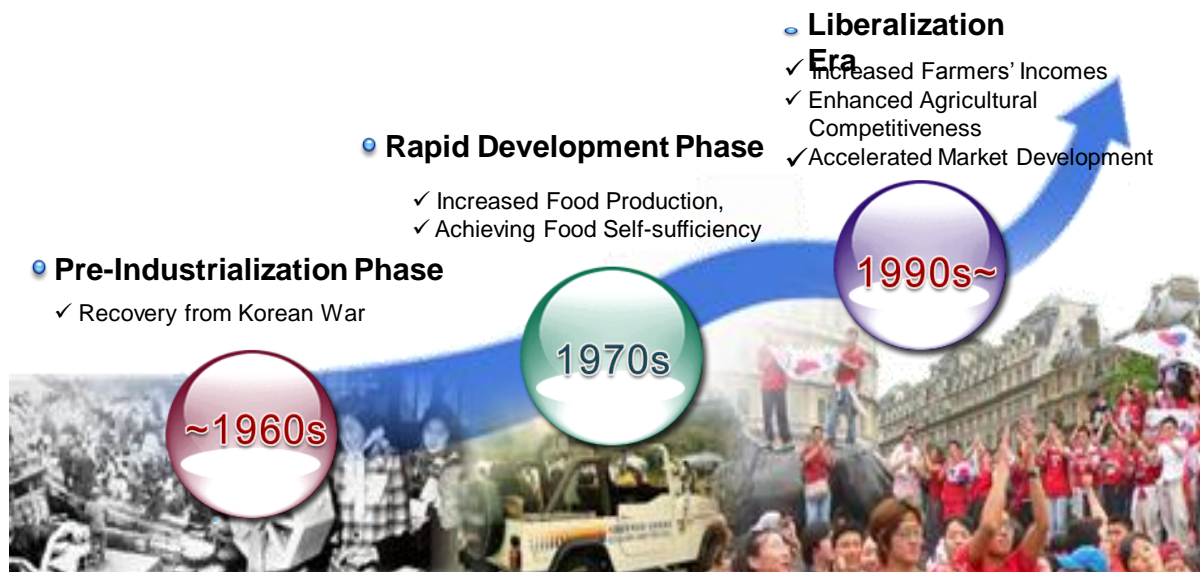 Liberalization
Era
✓ Increased Farmers' Incomes
✓ Enhanced Agricultural
Competitiveness
✓ Accelerated Market Development
Rapid Development Phase
✓ Increased Food Production,
✓ Achieving Food Self-sufficiency
Pre-Industrialization Phase
✓ Recovery from Korean War
1990s~
1970s
~1960s